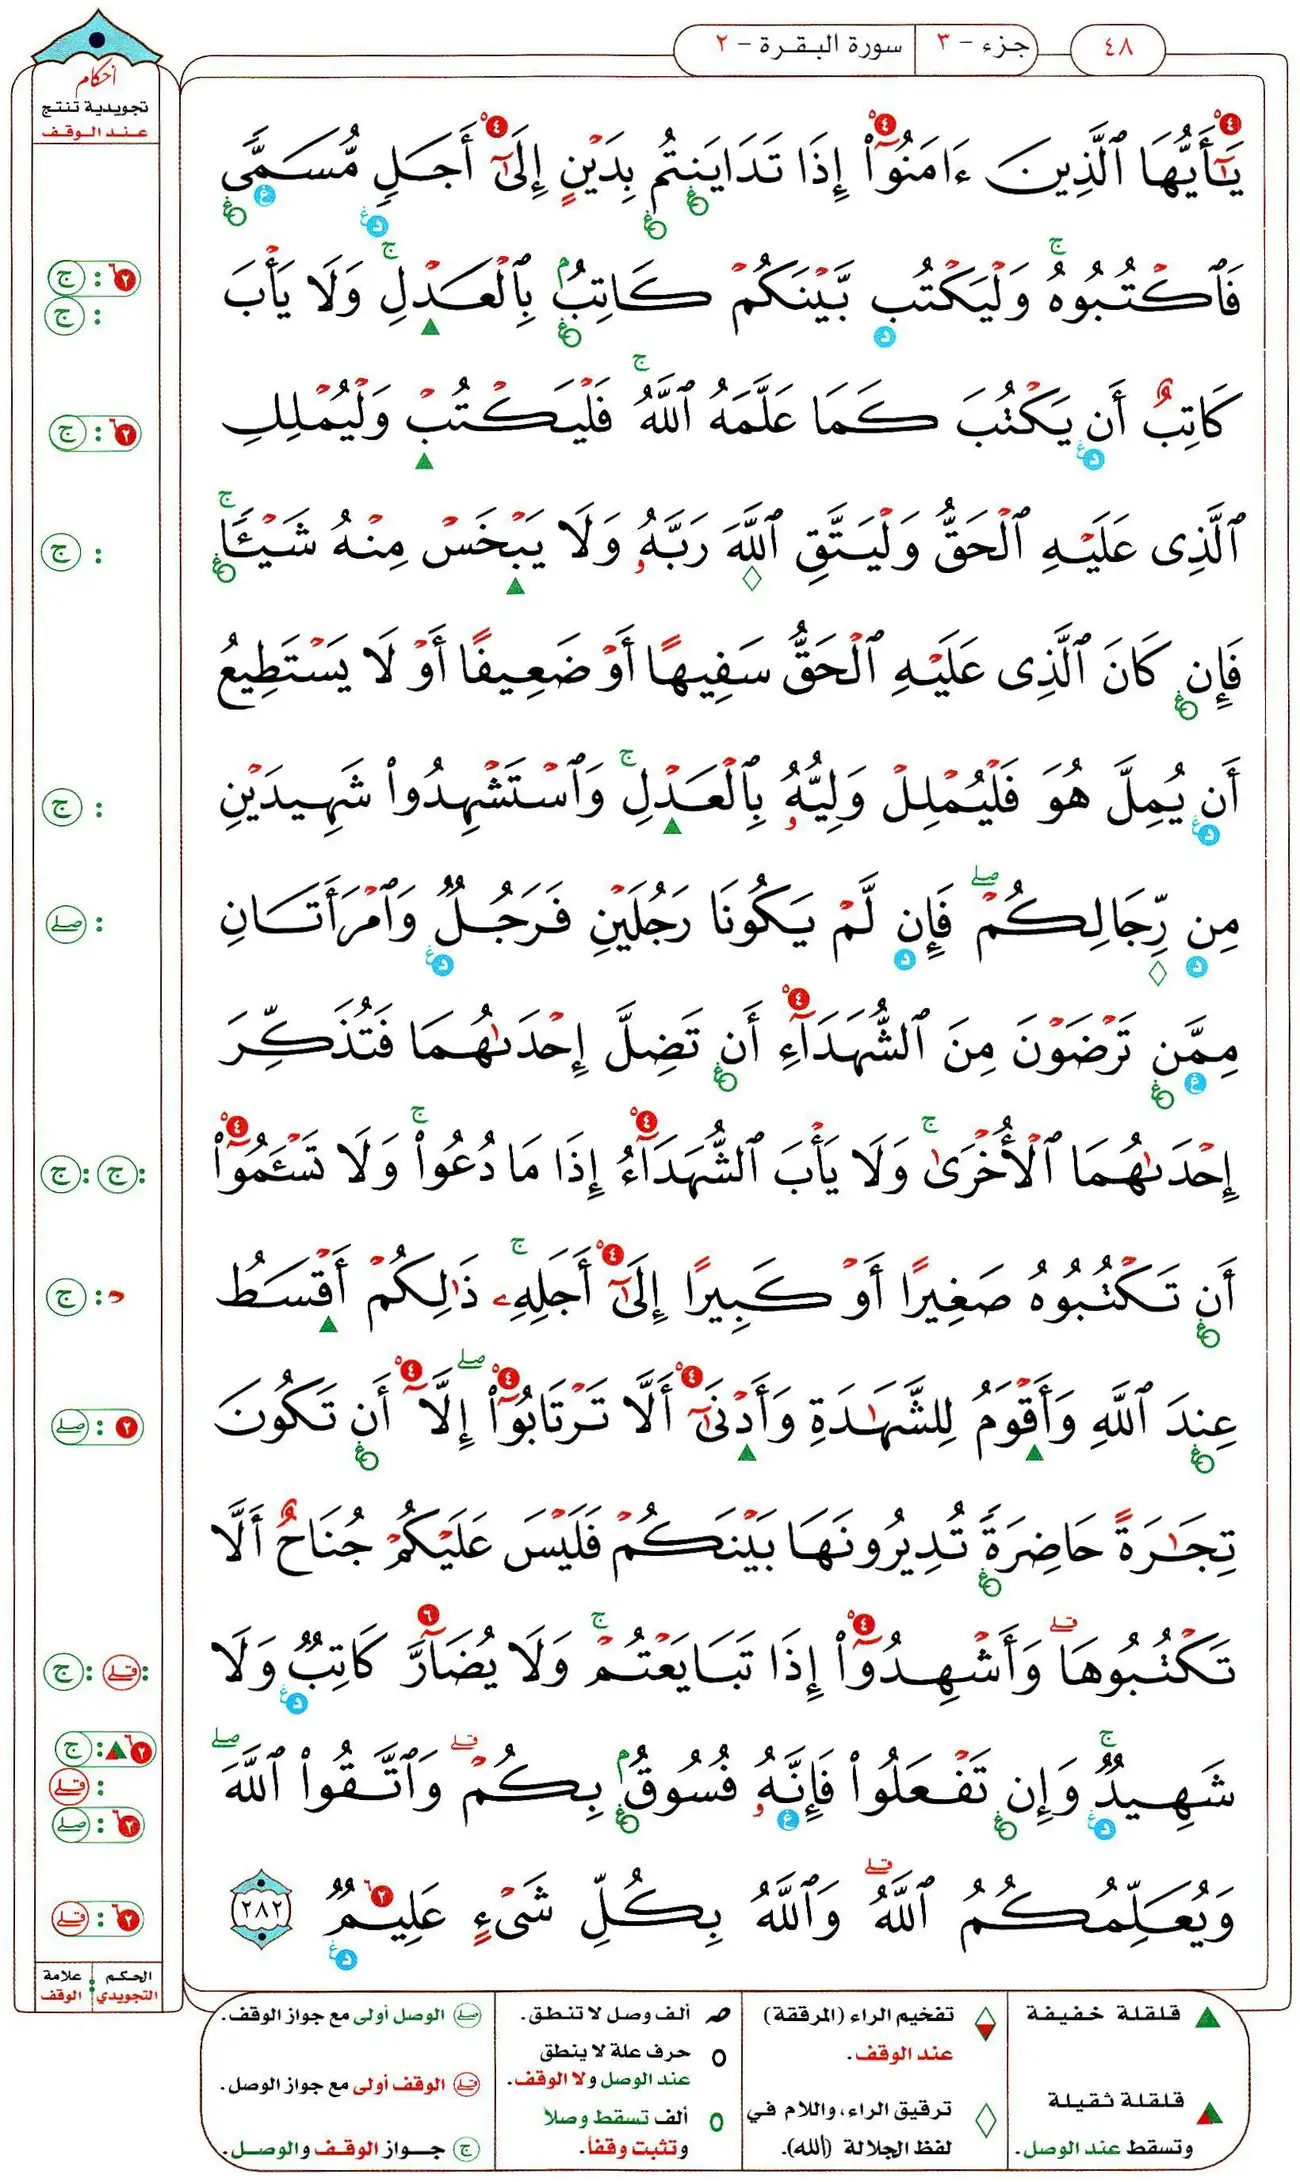 ٤٨
جزء - ٣
سورة البقرة - ٢
أحكام
تجويدية تنتج
عند الوقف
يَٰٓأَيُّهَا ٱلَّذِينَ ءَامَنُوٓا۟ إِذَا تَدَايَنتُم بِدَيْنٍ إِلَىٰٓ أَجَلٍ مُّسَمًّى
فَٱكْتُبُوهُ ۚ وَلْيَكْتُب بَّيْنَكُمْ كَاتِبٌۢ بِٱلْعَدْلِ ۚ وَلَا يَأْبَ
كَاتِبٌ أَن يَكْتُبَ كَمَا عَلَّمَهُ ٱللَّهُ ۚ فَلْيَكْتُبْ وَلْيُمْلِلِ
ٱلَّذِى عَلَيْهِ ٱلْحَقُّ وَلْيَتَّقِ ٱللَّهَ رَبَّهُۥ وَلَا يَبْخَسْ مِنْهُ شَيْـًٔا ۚ
فَإِن كَانَ ٱلَّذِى عَلَيْهِ ٱلْحَقُّ سَفِيهًا أَوْ ضَعِيفًا أَوْ لَا يَسْتَطِيعُ
أَن يُمِلَّ هُوَ فَلْيُمْلِلْ وَلِيُّهُۥ بِٱلْعَدْلِ ۚ وَٱسْتَشْهِدُوا۟ شَهِيدَيْنِ
مِن رِّجَالِكُمْ ۖ فَإِن لَّمْ يَكُونَا رَجُلَيْنِ فَرَجُلٌ وَٱمْرَأَتَانِ
مِمَّن تَرْضَوْنَ مِنَ ٱلشُّهَدَآءِ أَن تَضِلَّ إِحْدَىٰهُمَا فَتُذَكِّرَ
إِحْدَىٰهُمَا ٱلْأُخْرَىٰ ۚ وَلَا يَأْبَ ٱلشُّهَدَآءُ إِذَا مَا دُعُوا۟ ۚ وَلَا تَسْـَٔمُوٓا۟
أَن تَكْتُبُوهُ صَغِيرًا أَوْ كَبِيرًا إِلَىٰٓ أَجَلِهِۦ ۚ ذَٰلِكُمْ أَقْسَطُ
عِندَ ٱللَّهِ وَأَقْوَمُ لِلشَّهَٰدَةِ وَأَدْنَىٰٓ أَلَّا تَرْتَابُوٓا۟ ۖ إِلَّآ أَن تَكُونَ
تِجَٰرَةً حَاضِرَةً تُدِيرُونَهَا بَيْنَكُمْ فَلَيْسَ عَلَيْكُمْ جُنَاحٌ أَلَّا
تَكْتُبُوهَا ۗ وَأَشْهِدُوٓا۟ إِذَا تَبَايَعْتُمْ ۚ وَلَا يُضَآرَّ كَاتِبٌ وَلَا
شَهِيدٌ ۚ وَإِن تَفْعَلُوا۟ فَإِنَّهُۥ فُسُوقٌۢ بِكُمْ ۗ وَٱتَّقُوا۟ ٱللَّهَ ۖ
وَيُعَلِّمُكُمُ ٱللَّهُ ۗ وَٱللَّهُ بِكُلِّ شَىْءٍ عَلِيمٌ ٢٨٢
الحكم التجويدي : علامة الوقف
قلقلة خفيفة
قلقلة ثقيلة
وتسقط عند الوصل.
تفخيم الراء (المرققة)
عند الوقف.
ترقيق الراء، واللام في
لفظ الجلالة (الله).
ألف وصل لا تنطق.
حرف علة لا ينطق
عند الوصل ولا الوقف.
ألف تسقط وصلاً
وتثبت وقفاً.
الوصل أولى مع جواز الوقف.
الوقف أولى مع جواز الوصل.
جواز الوقف والوصل.